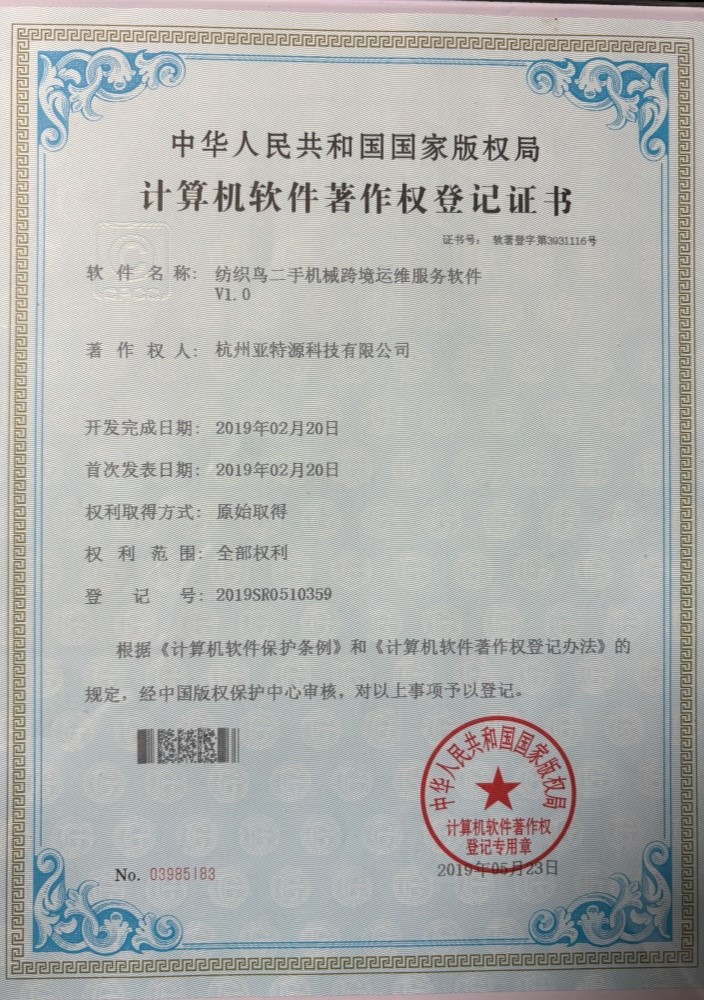 中华人民共和国国家版权局
计算机软件著作权登记证书
证书号： 软著登字第3931116号
软件名称： 纺织鸟二手机械跨境运维服务软件
V1.0
著作权人： 杭州亚特源科技有限公司
开发完成日期： 2019年02月20日
首次发表日期： 2019年02月20日
权利取得方式： 原始取得
权利范围： 全部权利
登记号： 2019SR0510359
根据《计算机软件保护条例》和《计算机软件著作权登记办法》的
规定，经中国版权保护中心审核，对以上事项予以登记。
中华人民共和国国家版权局
计算机软件著作权
登记专用章
No. 03985183
2019年05月23日